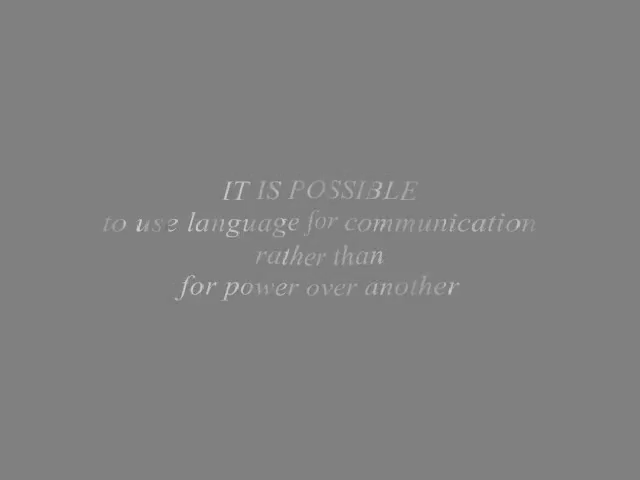 IT IS POSSIBLE
to use language for communication
rather than
for power over another